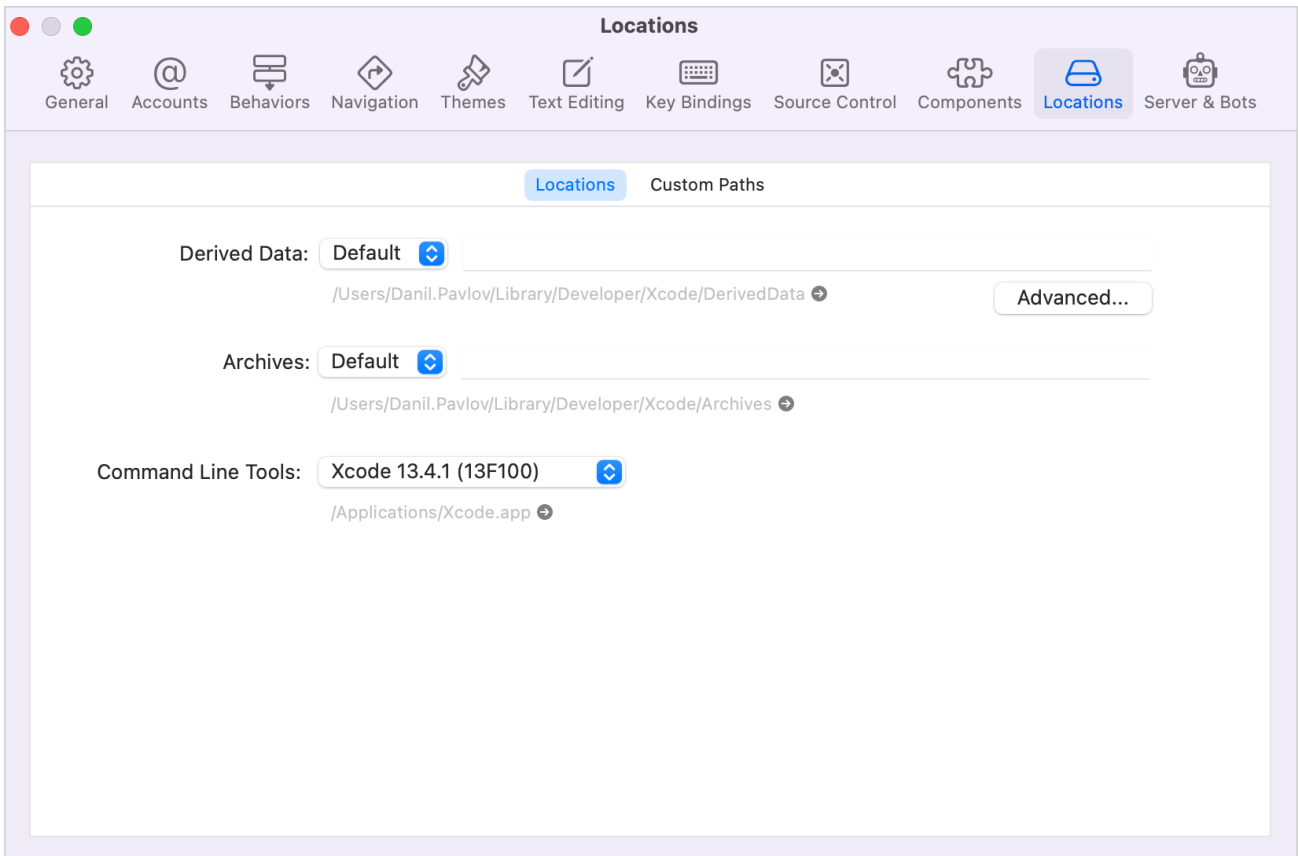 Locations
General Accounts Behaviors Navigation Themes Text Editing Key Bindings Source Control Components Locations Server & Bots
Locations Custom Paths
Derived Data: Default
/Users/Danil.Pavlov/Library/Developer/Xcode/DerivedData
Advanced...
Archives: Default
/Users/Danil.Pavlov/Library/Developer/Xcode/Archives
Command Line Tools: Xcode 13.4.1 (13F100)
/Applications/Xcode.app